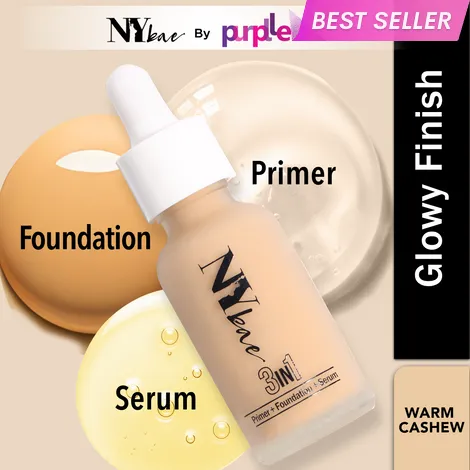 NYbae By purplle
BEST SELLER
Glowy Finish
Primer
Foundation
Serum
NYbae
3IN1
Primer + Foundation + Serum
WARM
CASHEW